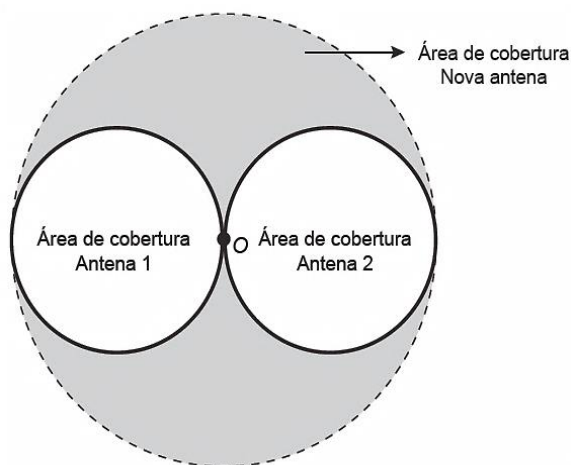 Área de cobertura
Nova antena
Área de cobertura
Antena 1
O
Área de cobertura
Antena 2